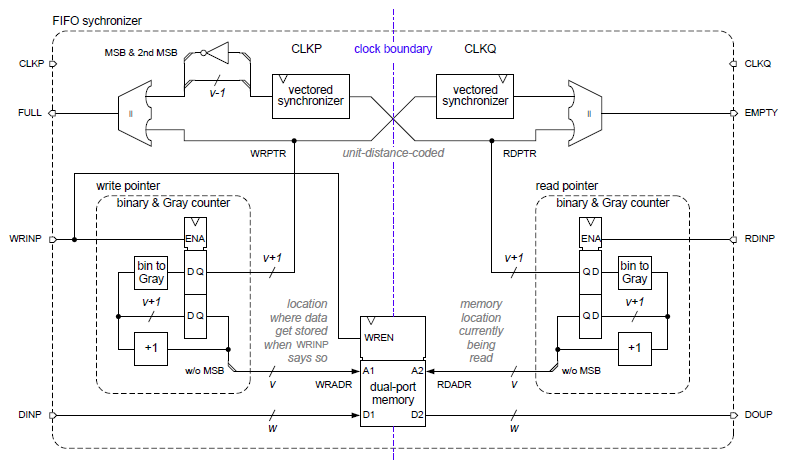 FIFO sychronizer
MSB & 2nd MSB
CLKP
clock boundary
CLKQ
CLKP
CLKQ
v-1
vectored
synchronizer
vectored
synchronizer
FULL
=
=
EMPTY
WRPTR
unit-distance-coded
RDPTR
write pointer
read pointer
binary & Gray counter
binary & Gray counter
WRINP
ENA
ENA
RDINP
bin to
Gray
D Q
v+1
v+1
Q D
bin to
Gray
v+1
v+1
D Q
Q D
location
where data
get stored
when WRINP
says so
memory
location
currently
being
read
+1
+1
WREN
w/o MSB
w/o MSB
v
WRADR
A1
A2
RDADR
v
dual-port
memory
DINP
w
D1
D2
w
DOUP